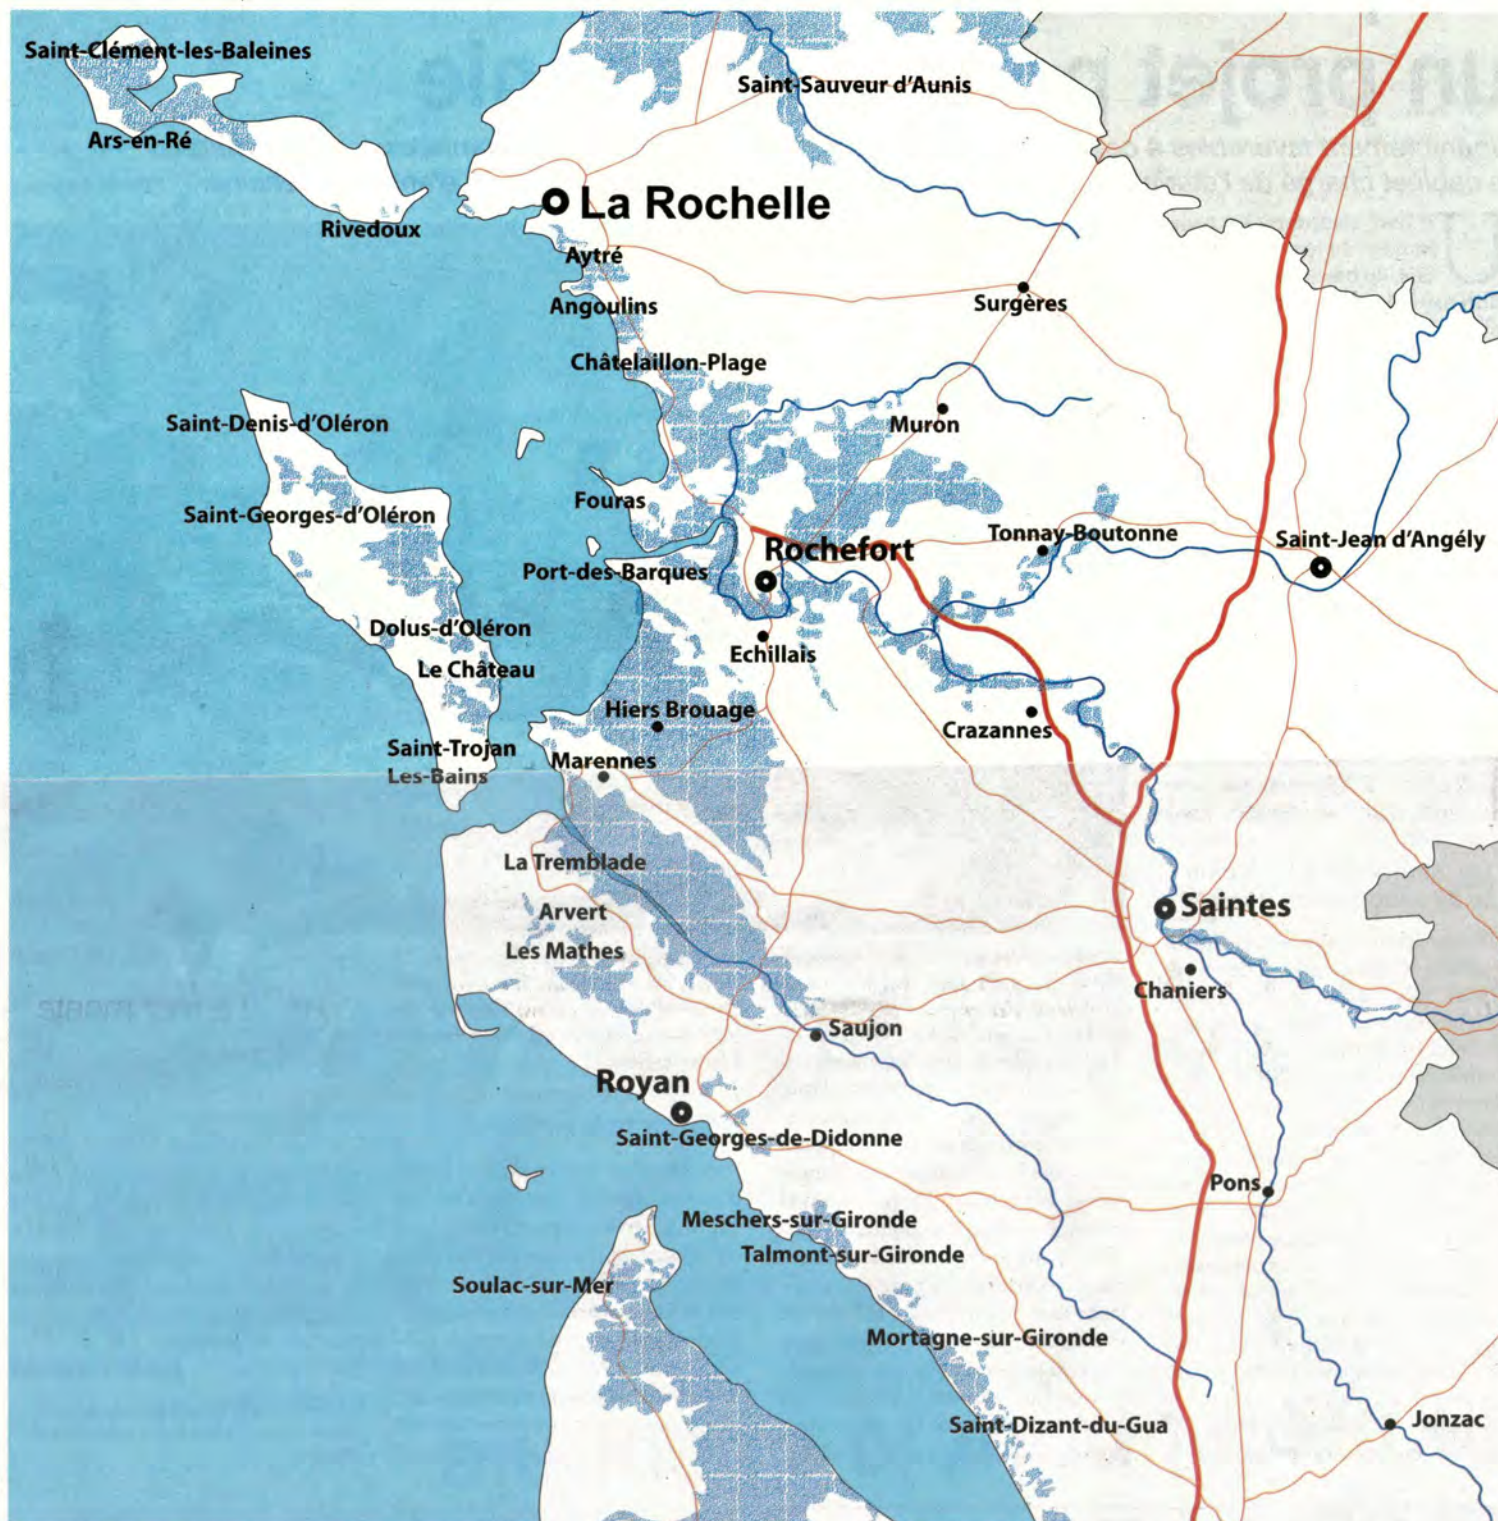 Saint-Clément-les-Baleines
Saint-Sauveur d'Aunis
Ars-en-Ré
La Rochelle
Rivedoux
Aytré
Angoulins
Surgères
Châtelaillon-Plage
Saint-Denis-d'Oléron
Muron
Fouras
Saint-Georges-d'Oléron
Tonnay-Boutonne
Saint-Jean d'Angély
Rochefort
Port-des-Barques
Dolus-d'Oléron
Echillais
Le Château
Hiers Brouage
Crazannes
Saint-Trojan
Les-Bains
Marennes
La Tremblade
Saintes
Arvert
Les Mathes
Chaniers
Saujon
Royan
Saint-Georges-de-Didonne
Pons
Meschers-sur-Gironde
Talmont-sur-Gironde
Soulac-sur-Mer
Mortagne-sur-Gironde
Saint-Dizant-du-Gua
Jonzac